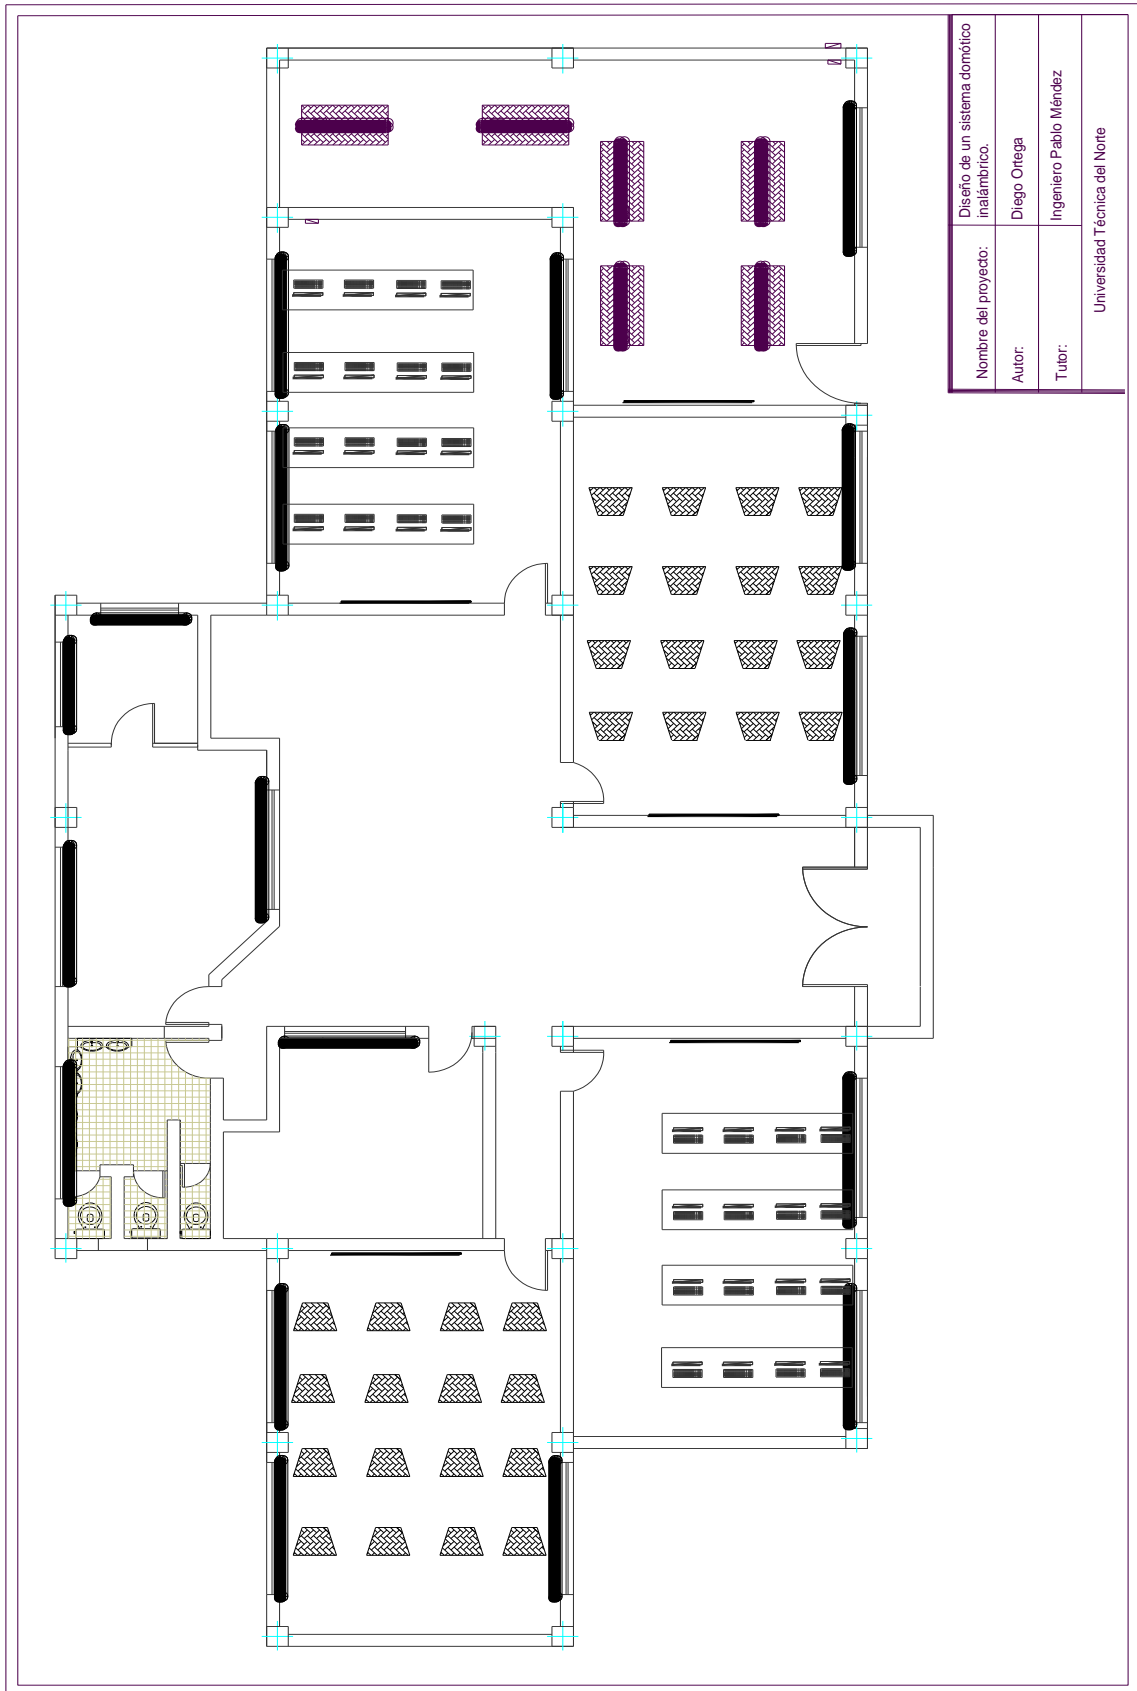 Nombre del proyecto:
Diseño de un sistema domótico
inalámbrico.
Autor:
Diego Ortega
Tutor:
Ingeniero Pablo Méndez
Universidad Técnica del Norte